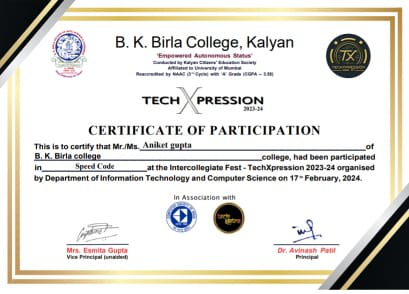 B. K. Birla College, Kalyan
'Empowered Autonomous Status'
Conducted by Kalyan Citizens' Education Society
Affiliated to University of Mumbai
Reaccredited by NAAC (3rd Cycle) with 'A' Grade (CGPA – 3.58)
TX
TECHXPRESSION
TECHXPRESSION
2023-24
CERTIFICATE OF PARTICIPATION
This is to certify that Mr./Ms. Aniket gupta of
B. K. Birla college college, had been participated
in Speed Code at the Intercollegiate Fest - TechXpression 2023-24 organised
by Department of Information Technology and Computer Science on 17th February, 2024.
In Association with
Mrs. Esmita Gupta
Vice Principal (unaided)
Dr. Avinash Patil
Principal